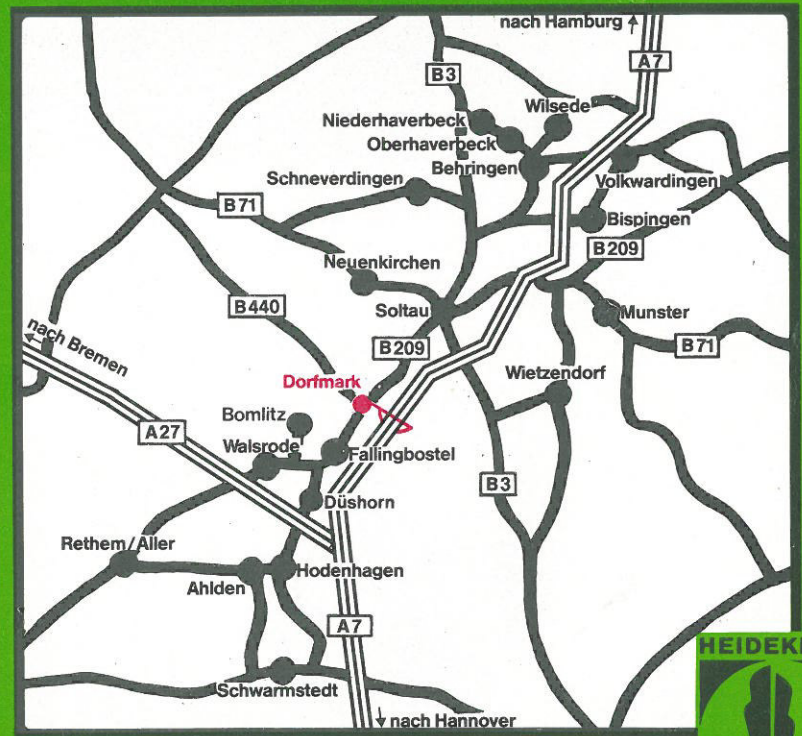 nach Hamburg
A7
B3
Wilsede
Niederhaverbeck
Oberhaverbeck
Behringen
Volkwardingen
Schneverdingen
B71
Bispingen
B209
Neuenkirchen
B440
Soltau
Munster
nach Bremen
B209
B71
Dorfmark
Wietzendorf
Bomlitz
A27
Walsrode
Fallingbostel
B3
Düshorn
Rethem/Aller
Hodenhagen
Ahlden
A7
HEIDEK
Schwarmstedt
nach Hannover